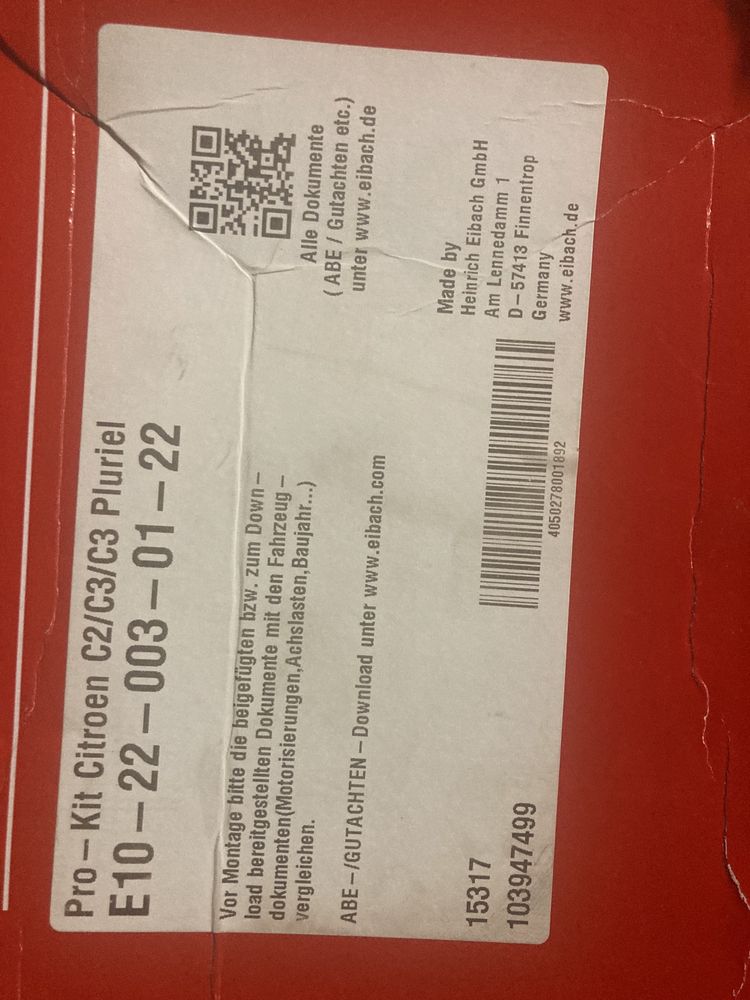 Pro–Kit Citroen C2/C3/C3 Pluriel
E10–22–003–01–22
Vor Montage bitte die beigefügten bzw. zum Down–
load bereitgestellten Dokumente mit den Fahrzeug–
dokumenten(Motorisierungen,Achslasten,Baujahr...)
vergleichen.
ABE–/GUTACHTEN–Download unter www.eibach.com
Alle Dokumente
( ABE / Gutachten etc.)
unter www.eibach.de
15317
103947499
4050278001892
Made by
Heinrich Eibach GmbH
Am Lennedamm 1
D–57413 Finnentrop
Germany
www.eibach.de